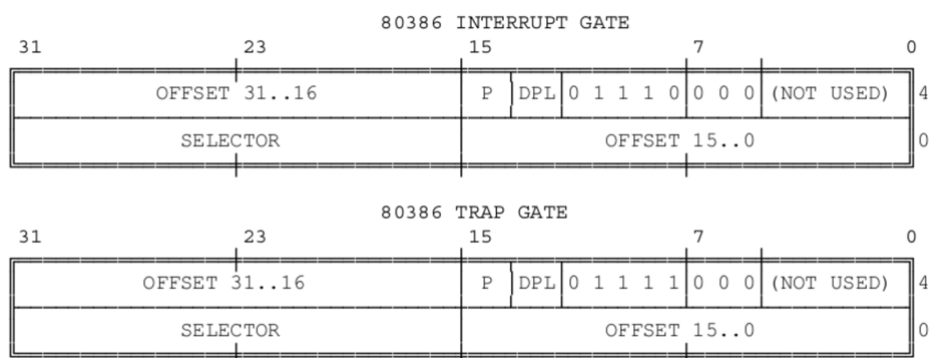 80386 INTERRUPT GATE
31 23 15 7 0
OFFSET 31..16 P DPL 0 1 1 1 0 0 0 0 (NOT USED) 4
SELECTOR OFFSET 15..0 0
80386 TRAP GATE
31 23 15 7 0
OFFSET 31..16 P DPL 0 1 1 1 1 0 0 0 (NOT USED) 4
SELECTOR OFFSET 15..0 0